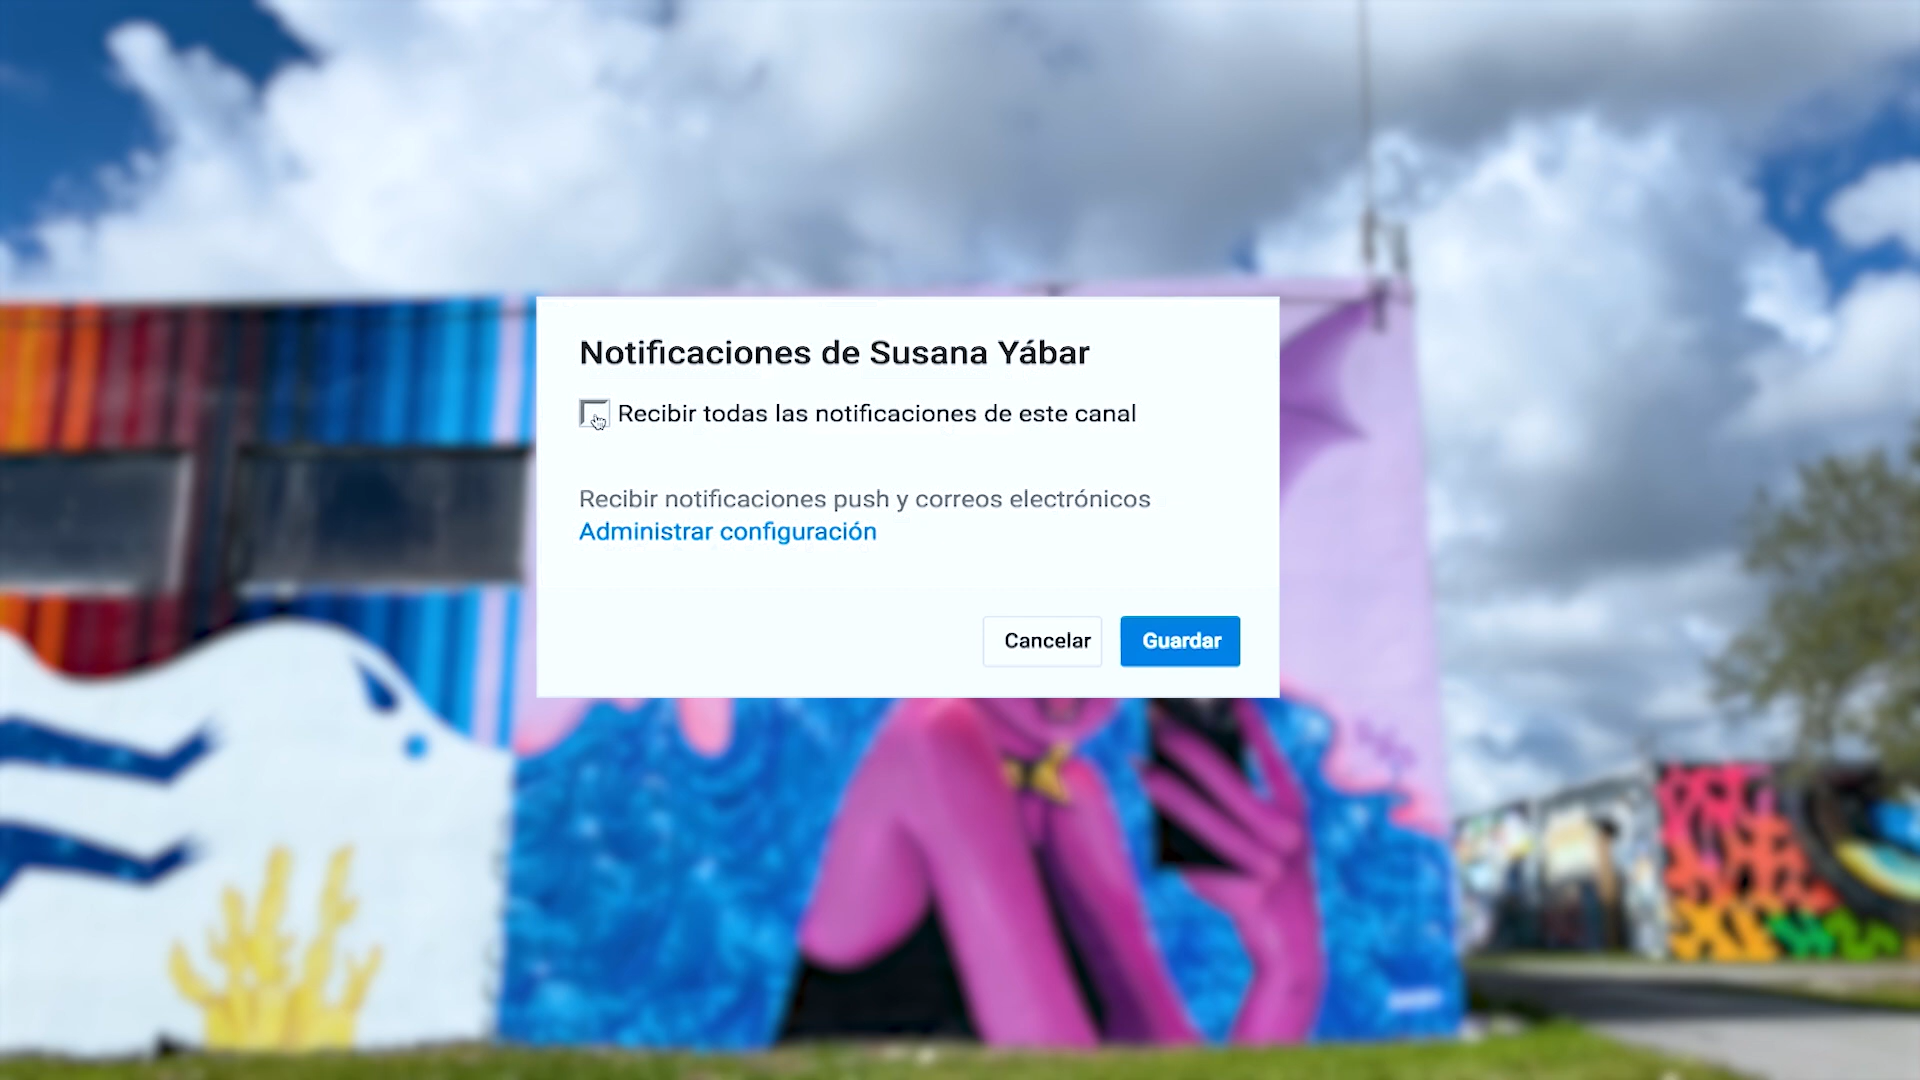 Notificaciones de Susana Yábar
Recibir todas las notificaciones de este canal
Recibir notificaciones push y correos electrónicos
Administrar configuración
Cancelar
Guardar